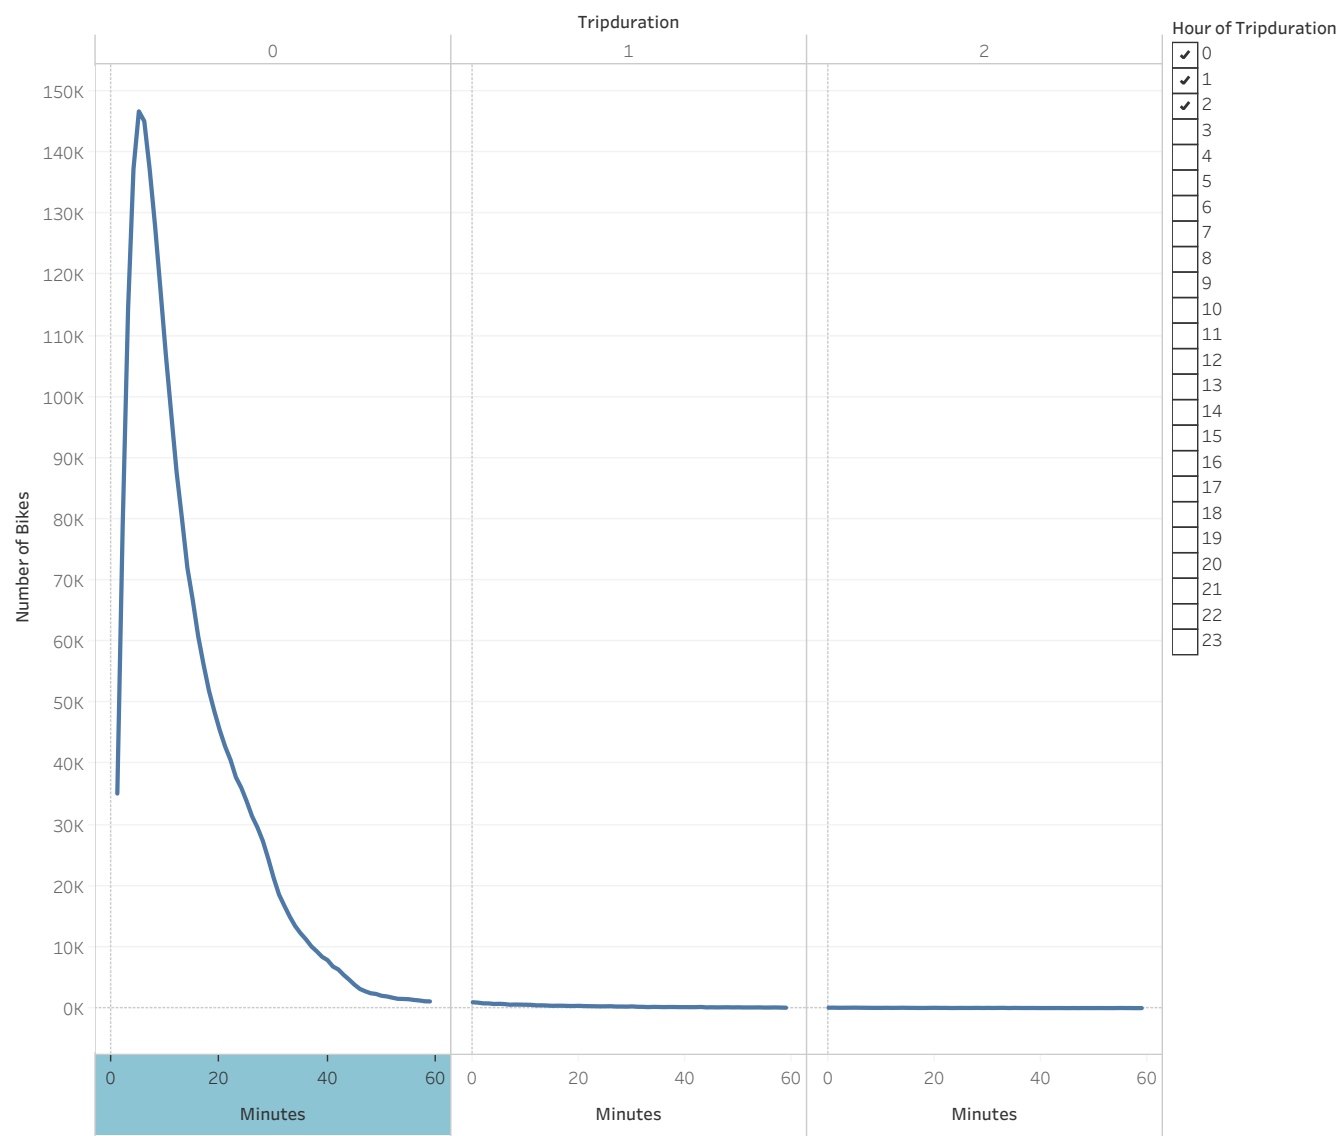 Tripduration
0 1 2
150K
140K
130K
120K
110K
100K
90K
80K
70K
60K
50K
40K
30K
20K
10K
0K
Number of Bikes
0 20 40 60 0 20 40 60 0 20 40 60
Minutes Minutes Minutes
Hour of Tripduration
0
1
2
3
4
5
6
7
8
9
10
11
12
13
14
15
16
17
18
19
20
21
22
23